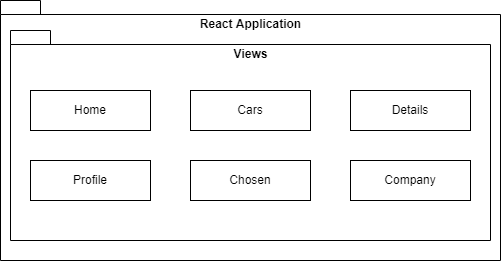 React Application
Views
Home
Cars
Details
Profile
Chosen
Company